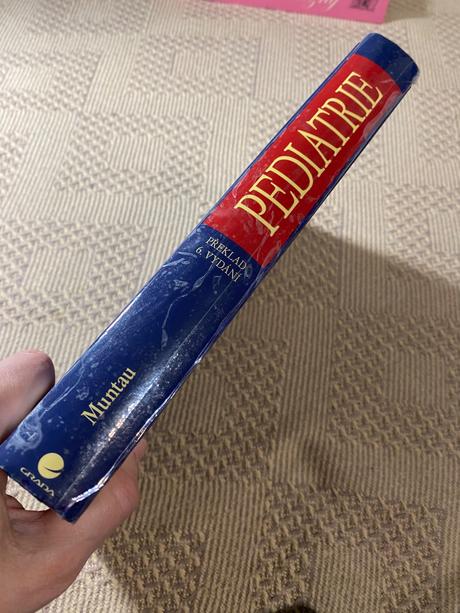 PEDIATRIE
PŘEKLAD
6. VYDÁNÍ
Muntau
GRADA